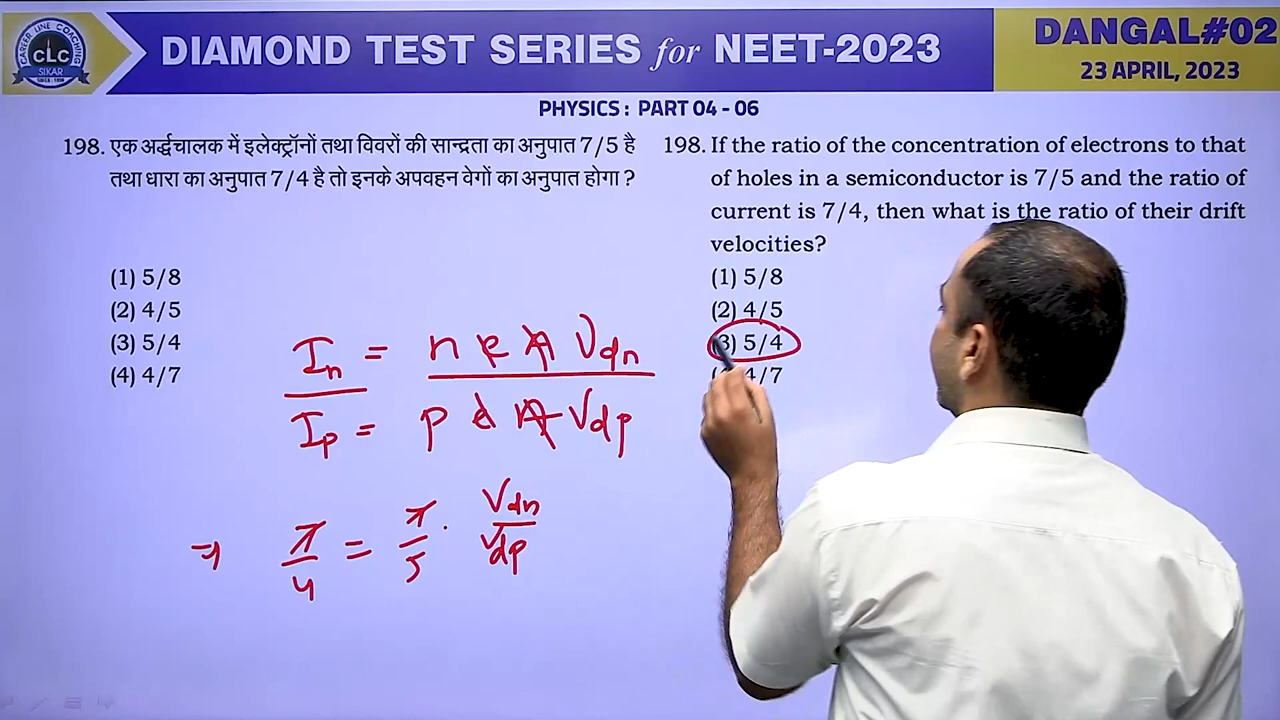 CAREER LINE COACHING
CLC
SIKAR
SINCE : 1996
DIAMOND TEST SERIES for NEET-2023
DANGAL#02
23 APRIL, 2023
PHYSICS : PART 04 - 06
198. एक अर्द्धचालक में इलेक्ट्रॉनों तथा विवरों की सान्द्रता का अनुपात 7/5 है
तथा धारा का अनुपात 7/4 है तो इनके अपवहन वेगों का अनुपात होगा ?
(1) 5/8
(2) 4/5
(3) 5/4
(4) 4/7
198. If the ratio of the concentration of electrons to that
of holes in a semiconductor is 7/5 and the ratio of
current is 7/4, then what is the ratio of their drift
velocities?
(1) 5/8
(2) 4/5
3) 5/4
4/7
In = n e A Vdn
Ip = p e A Vdp
⇒ 7/4 = 7/5 · Vdn/Vdp